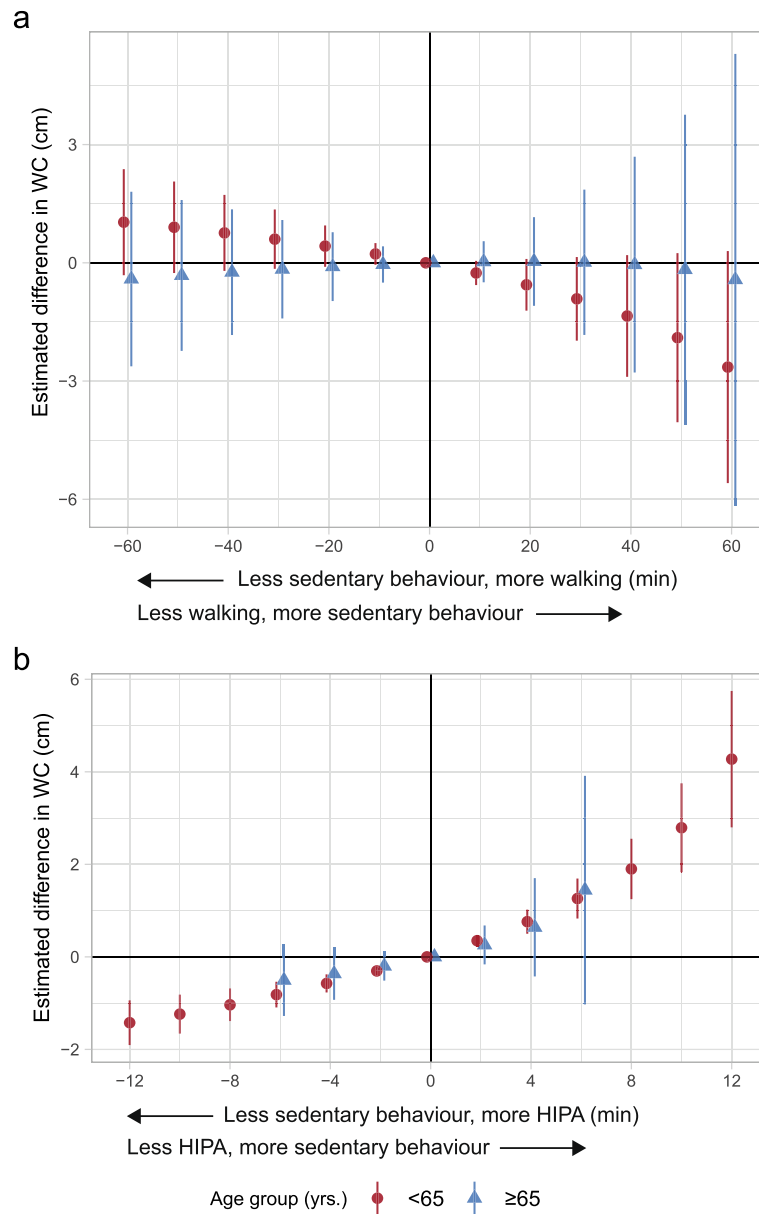 a
Estimated difference in WC (cm)
3
0
−3
−6
−60
−40
−20
0
20
40
60
Less sedentary behaviour, more walking (min)
Less walking, more sedentary behaviour
b
Estimated difference in WC (cm)
6
4
2
0
−2
−12
−8
−4
0
4
8
12
Less sedentary behaviour, more HIPA (min)
Less HIPA, more sedentary behaviour
Age group (yrs.) <65 ≥65